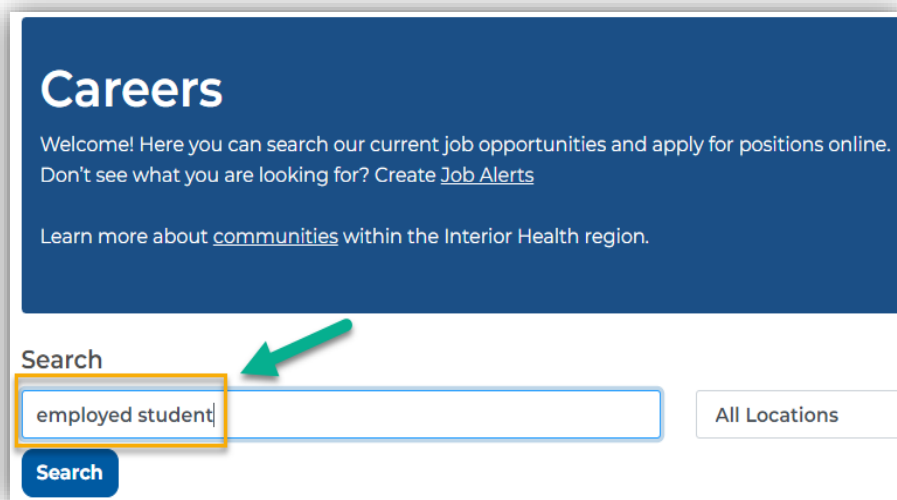 Careers
Welcome! Here you can search our current job opportunities and apply for positions online.
Don't see what you are looking for? Create Job Alerts
Learn more about communities within the Interior Health region.
Search
employed student
All Locations
Search